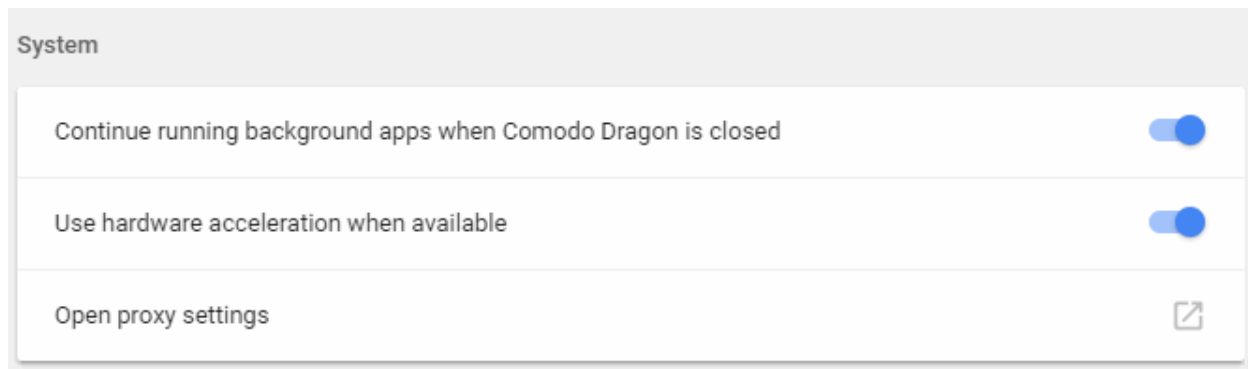 System
Continue running background apps when Comodo Dragon is closed
Use hardware acceleration when available
Open proxy settings